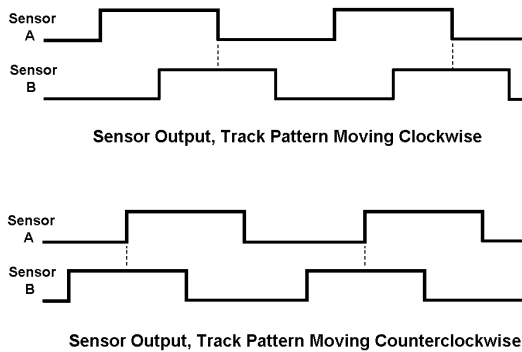 Sensor
A
Sensor
B
Sensor Output, Track Pattern Moving Clockwise
Sensor
A
Sensor
B
Sensor Output, Track Pattern Moving Counterclockwise